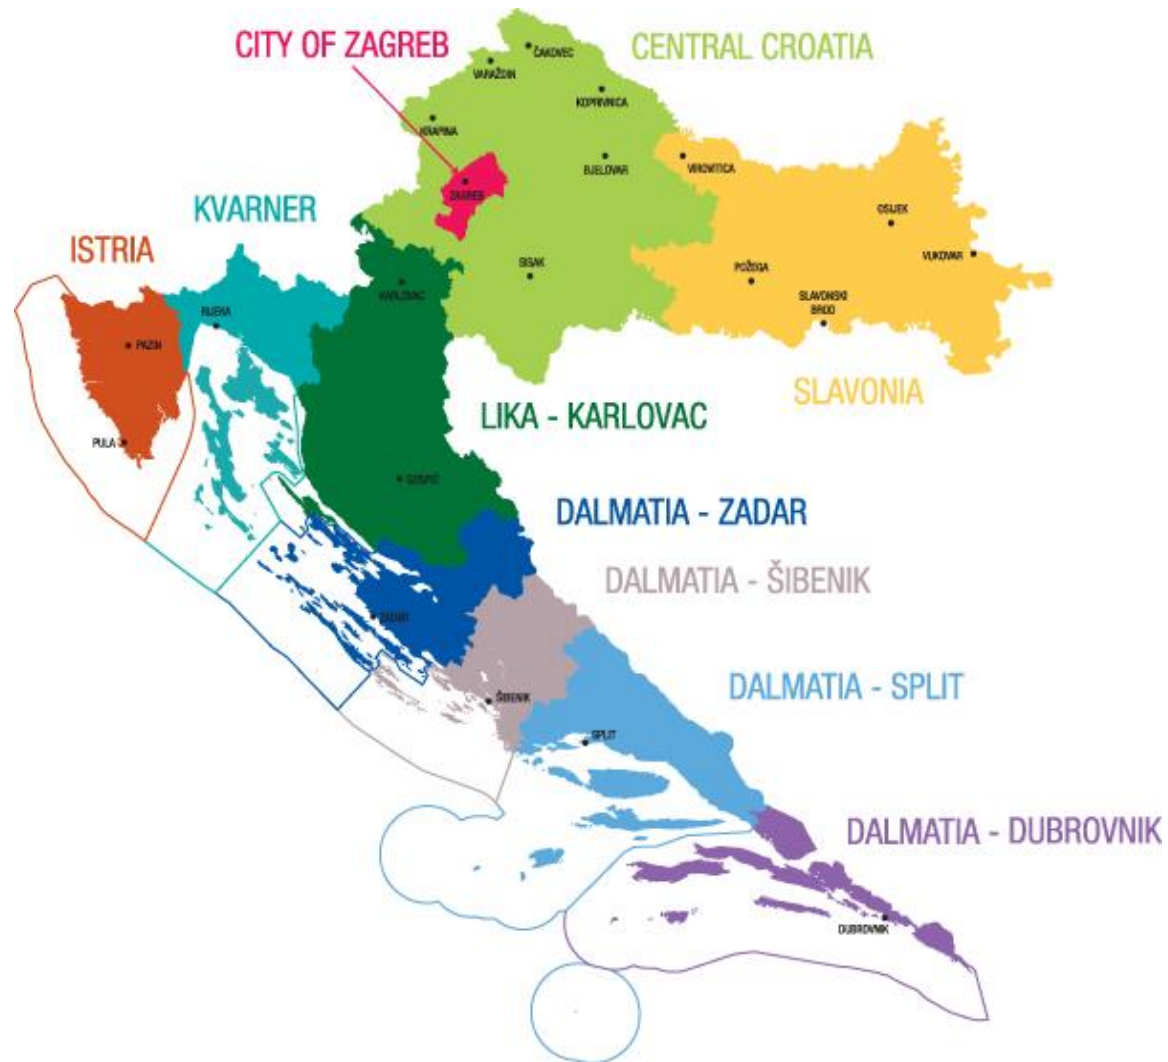 CITY OF ZAGREB
CENTRAL CROATIA
ČAKOVEC
VARAŽDIN
KOPRIVNICA
KRAPINA
BJELOVAR
VIROVITICA
ZAGREB
KVARNER
OSIJEK
ISTRIA
VUKOVAR
SISAK
POŽEGA
KARLOVAC
SLAVONSKI
BROD
RIJEKA
PAZIN
SLAVONIA
LIKA - KARLOVAC
PULA
GOSPIĆ
DALMATIA - ZADAR
DALMATIA - ŠIBENIK
ZADAR
DALMATIA - SPLIT
ŠIBENIK
SPLIT
DALMATIA - DUBROVNIK
DUBROVNIK